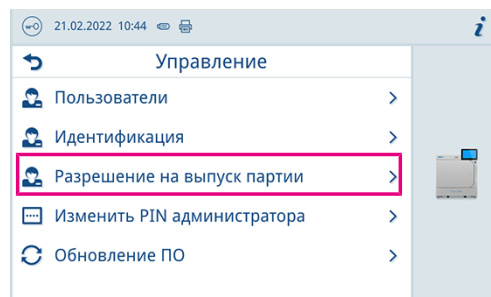 21.02.2022 10:44
i
Управление
Пользователи
Идентификация
Разрешение на выпуск партии
Изменить PIN администратора
Обновление ПО